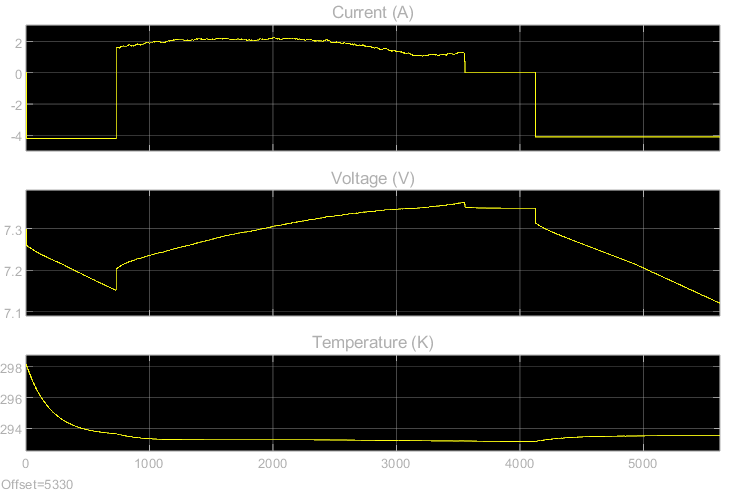 Current (A)
2
0
-2
-4
Voltage (V)
7.3
7.2
7.1
Temperature (K)
298
296
294
0 1000 2000 3000 4000 5000
Offset=5330